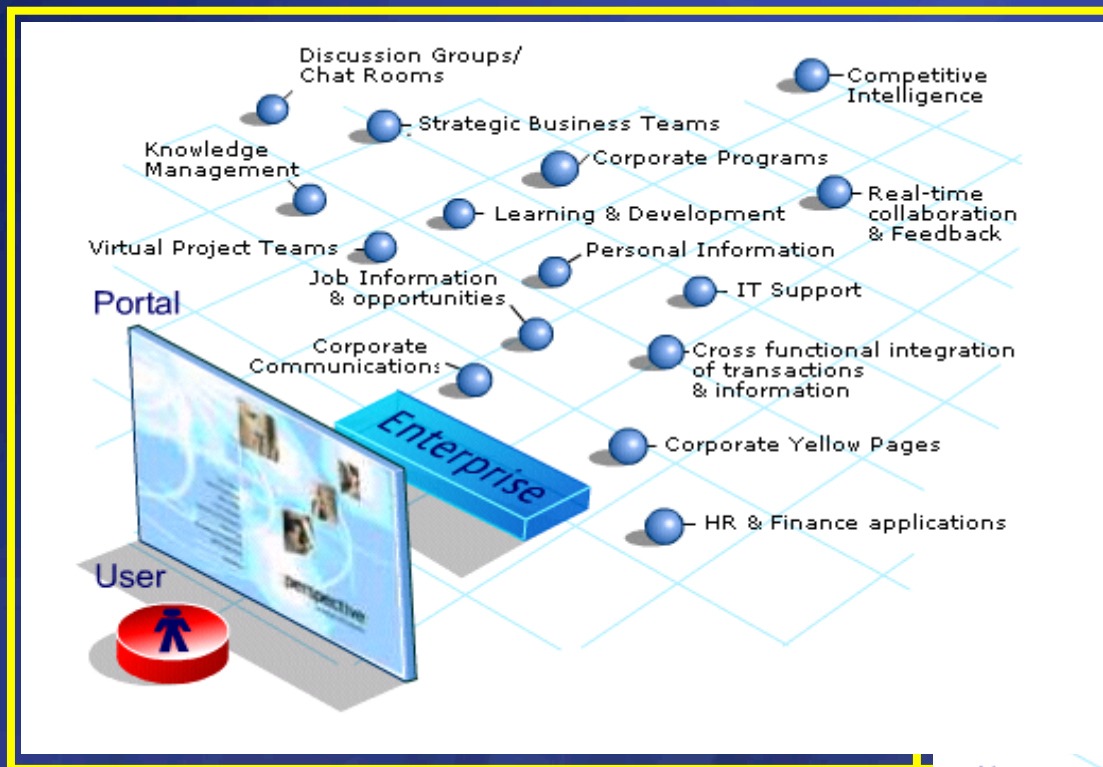 Discussion Groups/
Chat Rooms
Competitive
Intelligence
Strategic Business Teams
Knowledge
Management
Corporate Programs
Real-time
collaboration
& Feedback
Learning & Development
Virtual Project Teams
Personal Information
Job Information
& opportunities
IT Support
Portal
Corporate
Communications
Cross functional integration
of transactions
& information
Enterprise
Corporate Yellow Pages
HR & Finance applications
User
perspective